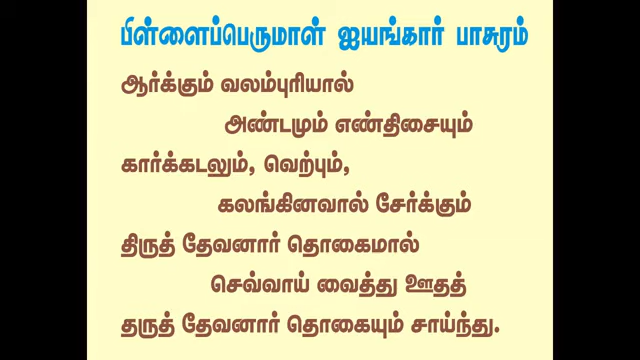 பிள்ளைப்பெருமாள் ஐயங்கார் பாசுரம்
ஆர்க்கும் வலம்புரியால்
அண்டமும் எண்திசையும்
கார்க்கடலும், வெற்பும்,
கலங்கினவால் சேர்க்கும்
திருத் தேவனார் தொகைமால்
செவ்வாய் வைத்து ஊதத்
தருத் தேவனார் தொகையும் சாய்ந்து.